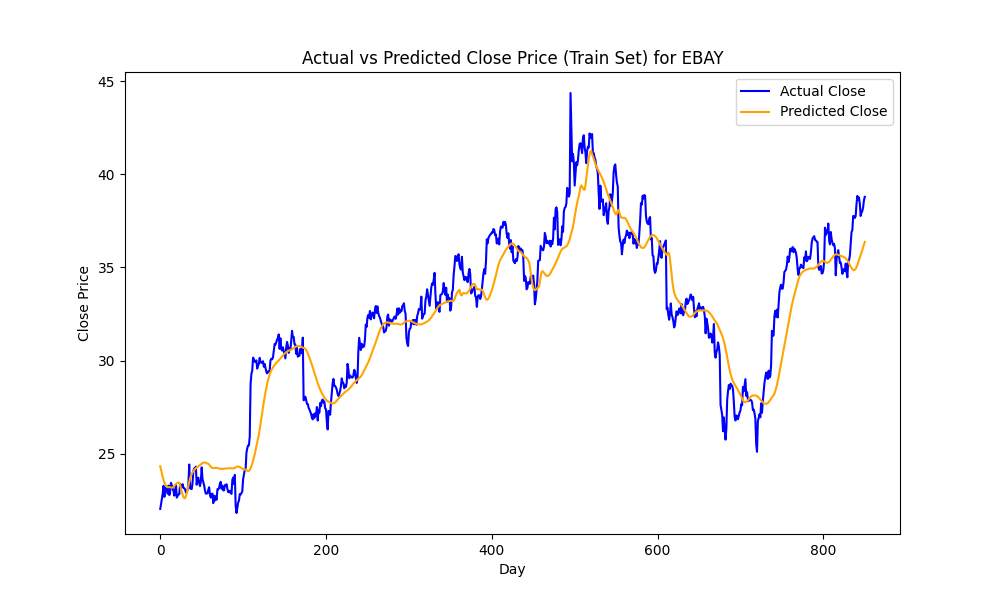 Actual vs Predicted Close Price (Train Set) for EBAY
Actual Close
Predicted Close
45
40
35
30
25
Close Price
0 200 400 600 800
Day